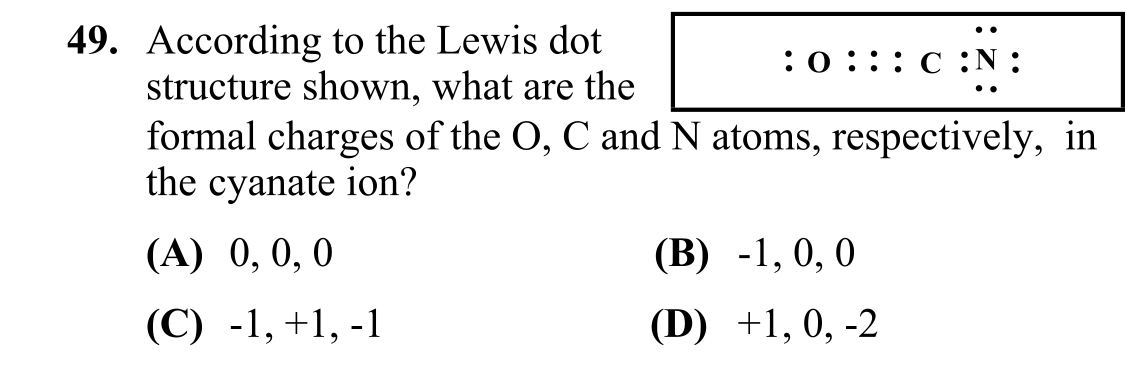 49. According to the Lewis dot
structure shown, what are the
: O : : : C : N :
formal charges of the O, C and N atoms, respectively, in
the cyanate ion?
(A) 0, 0, 0 (B) -1, 0, 0
(C) -1, +1, -1 (D) +1, 0, -2